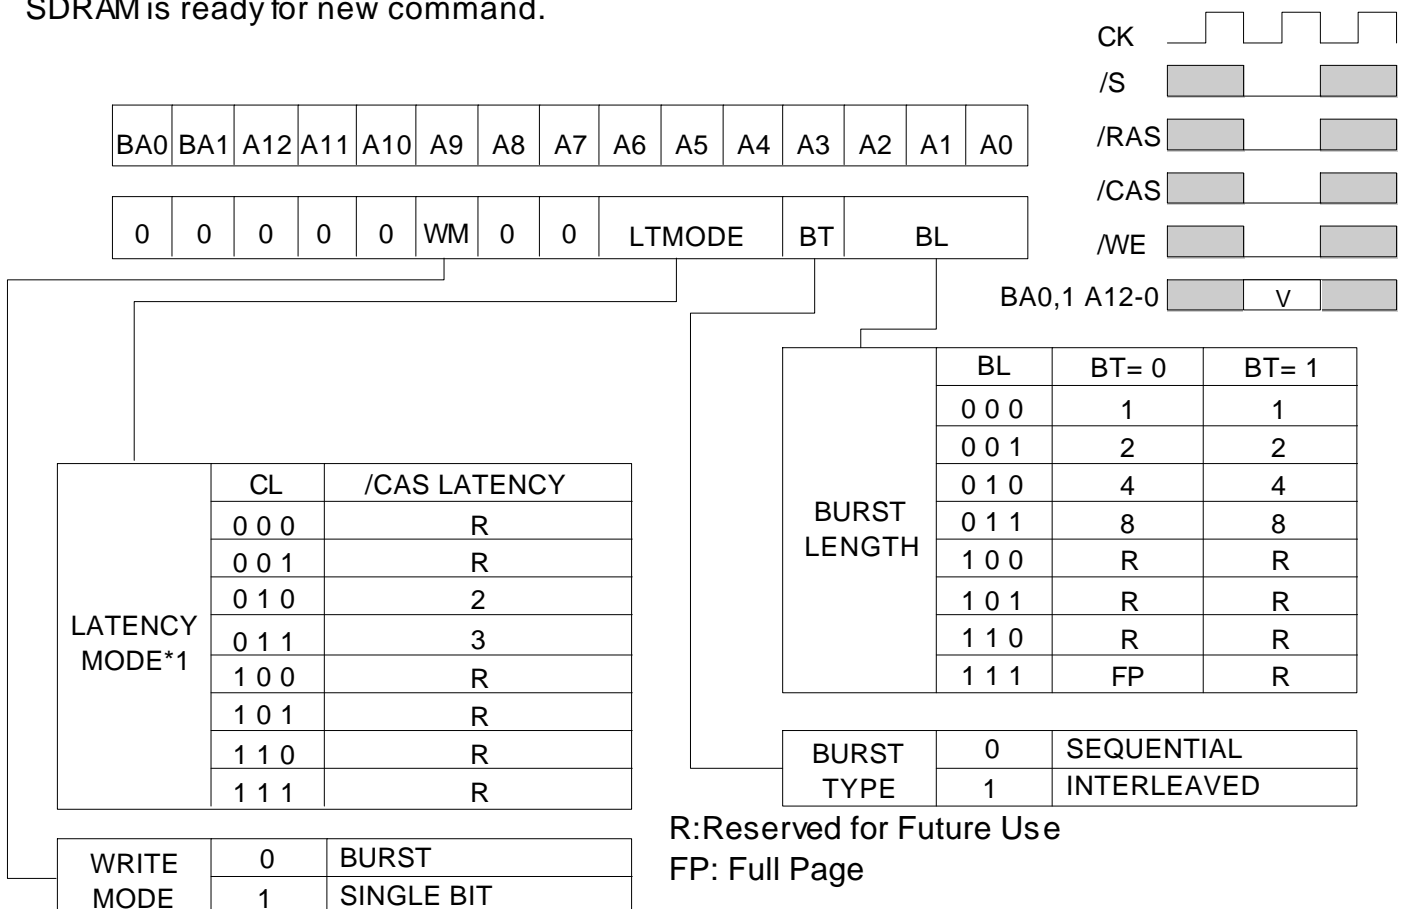 SDRAM is ready for new command.
CK
/S
/RAS
/CAS
/WE
BA0,1 A12-0 V
BA0 BA1 A12 A11 A10 A9 A8 A7 A6 A5 A4 A3 A2 A1 A0
0 0 0 0 0 WM 0 0 LTMODE BT BL
BURST LENGTH
BL BT= 0 BT= 1
0 0 0 1 1
0 0 1 2 2
0 1 0 4 4
0 1 1 8 8
1 0 0 R R
1 0 1 R R
1 1 0 R R
1 1 1 FP R
LATENCY
MODE*1
CL /CAS LATENCY
0 0 0 R
0 0 1 R
0 1 0 2
0 1 1 3
1 0 0 R
1 0 1 R
1 1 0 R
1 1 1 R
BURST
TYPE
0 SEQUENTIAL
1 INTERLEAVED
R:Reserved for Future Use
FP: Full Page
WRITE
MODE
0 BURST
1 SINGLE BIT